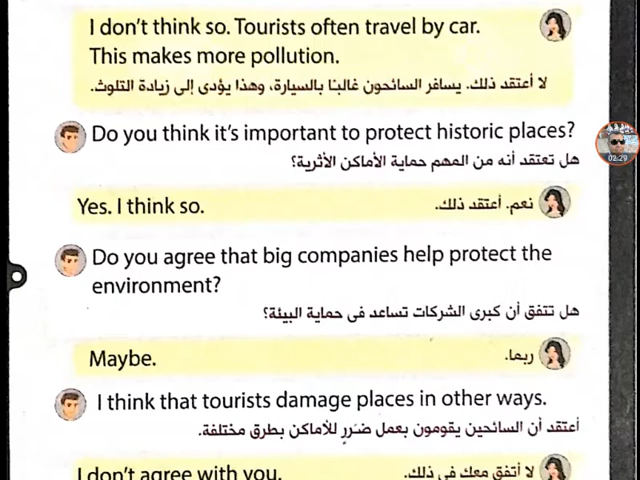 I don't think so. Tourists often travel by car.
This makes more pollution.
لا أعتقد ذلك. يسافر السائحون غالبًا بالسيارة، وهذا يؤدى إلى زيادة التلوث.
Do you think it's important to protect historic places?
هل تعتقد أنه من المهم حماية الأماكن الأثرية؟
02:29
Yes. I think so.
نعم. أعتقد ذلك.
Do you agree that big companies help protect the
environment?
هل تتفق أن كبرى الشركات تساعد فى حماية البيئة؟
Maybe.
ربما.
I think that tourists damage places in other ways.
أعتقد أن السائحين يقومون بعمل ضررٍ للأماكن بطرق مختلفة.
I don't agree with you.
لا أتفق معك فى ذلك.